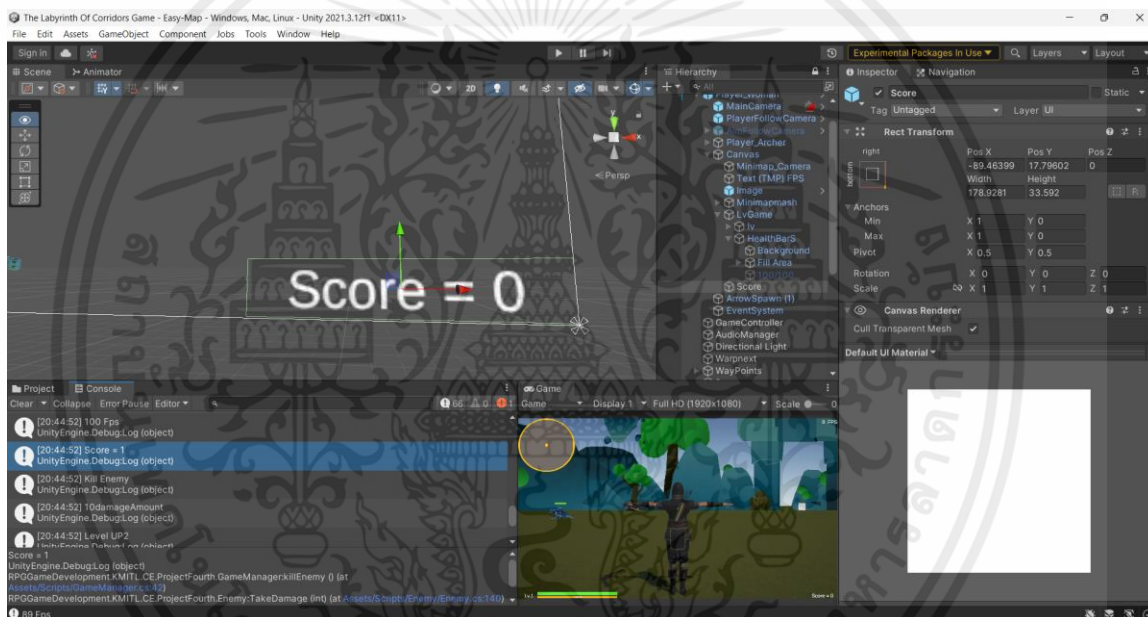 The Labyrinth Of Corridors Game - Easy-Map - Windows, Mac, Linux - Unity 2021.3.12f1 <DX11>
File Edit Assets GameObject Component Jobs Tools Window Help
Sign in
Experimental Packages In Use
Layers
Layout
Scene
Animator
2D
Persp
Score = 0
Hierarchy
All
Player_Woman
MainCamera
PlayerFollowCamera
AimFollowCamera
Player_Archer
Canvas
Minimap_Camera
Text (TMP) FPS
Image
Minimapmash
LvGame
lv
HealthBarS
Background
Fill Area
100/100
Score
ArrowSpawn (1)
EventSystem
GameController
AudioManager
Directional Light
Warpnext
WayPoints
Inspector
Navigation
Score
Static
Tag Untagged
Layer UI
Rect Transform
right
bottom
Pos X Pos Y Pos Z
-89.46399 17.79602 0
Width Height
178.9281 33.592
R
Anchors
Min X 1 Y 0
Max X 1 Y 0
Pivot X 0.5 Y 0.5
Rotation X 0 Y 0 Z 0
Scale X 1 Y 1 Z 1
Canvas Renderer
Cull Transparent Mesh
Default UI Material
Project
Console
Clear Collapse Error Pause Editor
66 0
[20:44:52] 100 Fps
UnityEngine.Debug:Log (object)
[20:44:52] Score = 1
UnityEngine.Debug:Log (object)
[20:44:52] Kill Enemy
UnityEngine.Debug:Log (object)
[20:44:52] 10damageAmount
UnityEngine.Debug:Log (object)
[20:44:52] Level UP2
UnityEngine.Debug:Log (object)
Score = 1
UnityEngine.Debug:Log (object)
RPGGameDevelopment.KMITL.CE.ProjectFourth.GameManager:killEnemy () (at
Assets/Scripts/GameManager.cs:42)
RPGGameDevelopment.KMITL.CE.ProjectFourth.Enemy:TakeDamage (int) (at Assets/Scripts/Enemy/Enemy.cs:140)
89 Fps
Game
Game Display 1 Full HD (1920x1080) Scale
Score = 0